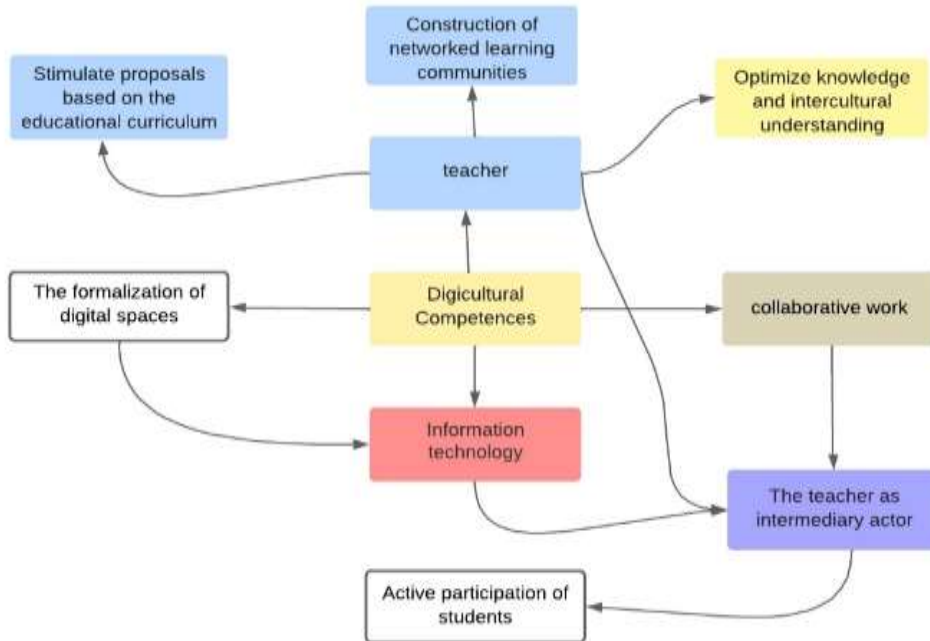 Construction of
networked learning
communities
Stimulate proposals
based on the
educational curriculum
Optimize knowledge
and intercultural
understanding
teacher
The formalization of
digital spaces
Digicultural
Competences
collaborative work
Information
technology
The teacher as
intermediary actor
Active participation of
students